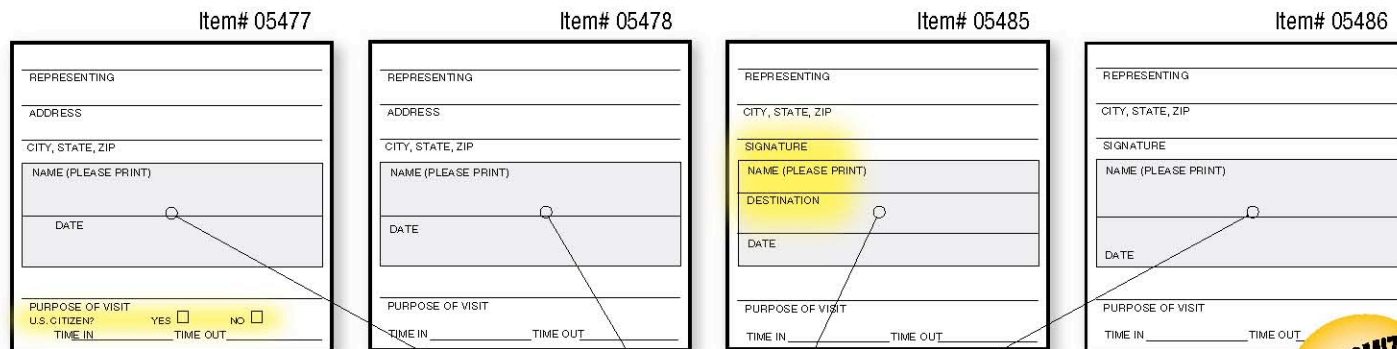 Item# 05477
REPRESENTING
ADDRESS
CITY, STATE, ZIP
NAME (PLEASE PRINT)
DATE
PURPOSE OF VISIT
U.S. CITIZEN? YES NO
TIME IN TIME OUT
Item# 05478
REPRESENTING
ADDRESS
CITY, STATE, ZIP
NAME (PLEASE PRINT)
DATE
PURPOSE OF VISIT
TIME IN TIME OUT
Item# 05485
REPRESENTING
CITY, STATE, ZIP
SIGNATURE
NAME (PLEASE PRINT)
DESTINATION
DATE
PURPOSE OF VISIT
TIME IN TIME OUT
Item# 05486
REPRESENTING
CITY, STATE, ZIP
SIGNATURE
NAME (PLEASE PRINT)
DATE
PURPOSE OF VISIT
TIME IN TIME OUT